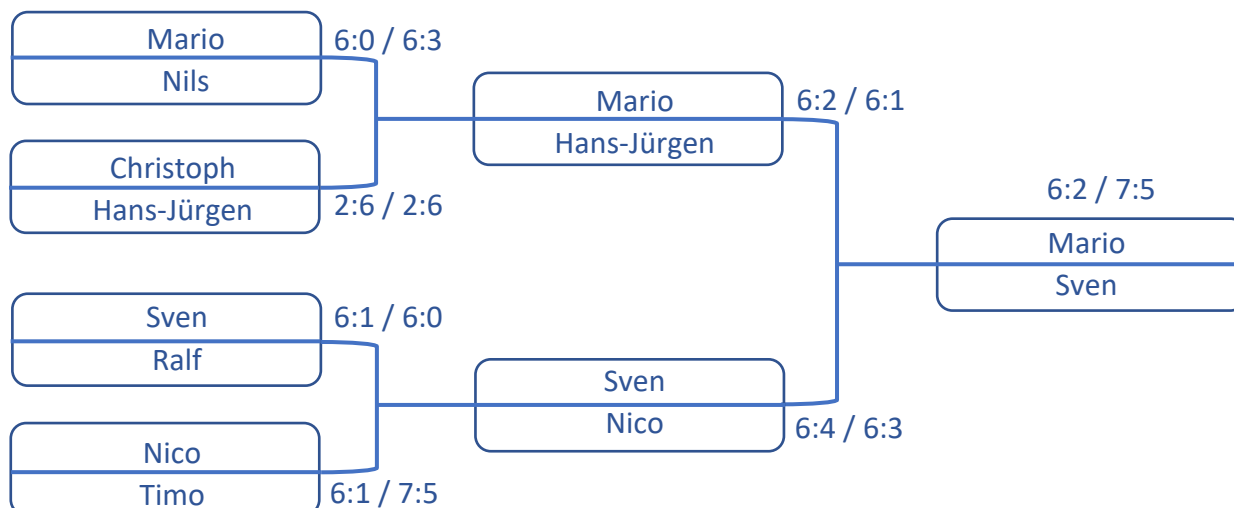 Mario
6:0 / 6:3
Nils
Christoph
Hans-Jürgen
2:6 / 2:6
Sven
6:1 / 6:0
Ralf
Nico
Timo
6:1 / 7:5
Mario
6:2 / 6:1
Hans-Jürgen
Sven
Nico
6:4 / 6:3
6:2 / 7:5
Mario
Sven